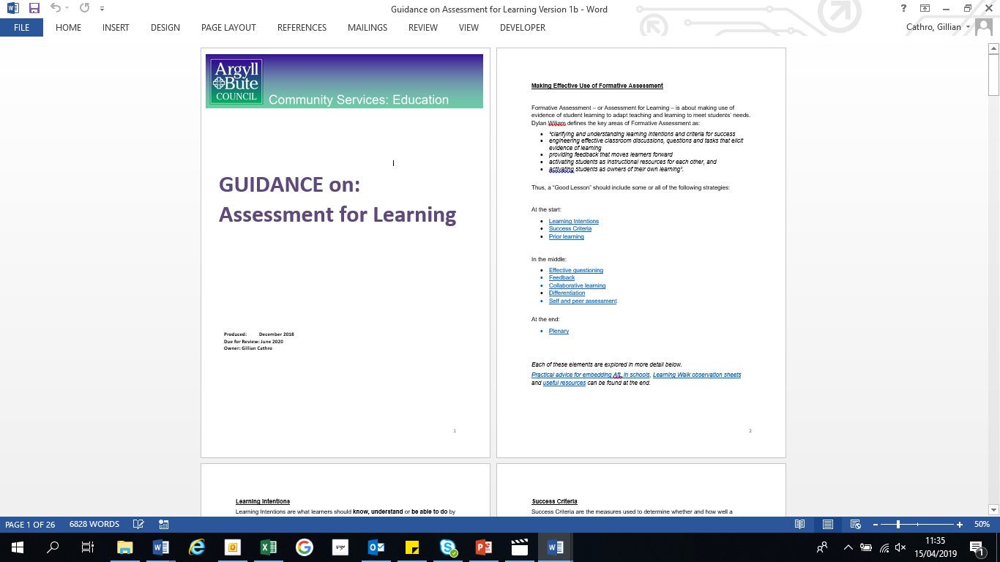 Guidance on Assessment for Learning Version 1b - Word
FILE HOME INSERT DESIGN PAGE LAYOUT REFERENCES MAILINGS REVIEW VIEW DEVELOPER
Cathro, Gillian
Argyll
Bute
COUNCIL
Community Services: Education
GUIDANCE on:
Assessment for Learning
Produced: December 2018
Due for Review: June 2020
Owner: Gillian Cathro
1
Making Effective Use of Formative Assessment
Formative Assessment – or Assessment for Learning – is about making use of
evidence of student learning to adapt teaching and learning to meet students' needs.
Dylan Wiliam defines the key areas of Formative Assessment as:
• "clarifying and understanding learning intentions and criteria for success
• engineering effective classroom discussions, questions and tasks that elicit
evidence of learning
• providing feedback that moves learners forward
• activating students as instructional resources for each other, and
• activating students as owners of their own learning".
Thus, a "Good Lesson" should include some or all of the following strategies:
At the start:
• Learning Intentions
• Success Criteria
• Prior learning
In the middle:
• Effective questioning
• Feedback
• Collaborative learning
• Differentiation
• Self and peer assessment
At the end:
• Plenary
Each of these elements are explored in more detail below.
Practical advice for embedding AfL in schools, Learning Walk observation sheets
and useful resources can be found at the end.
2
Learning Intentions
Learning Intentions are what learners should know, understand or be able to do by
Success Criteria
Success Criteria are the measures used to determine whether and how well a
PAGE 1 OF 26 6828 WORDS
50%
11:35
15/04/2019